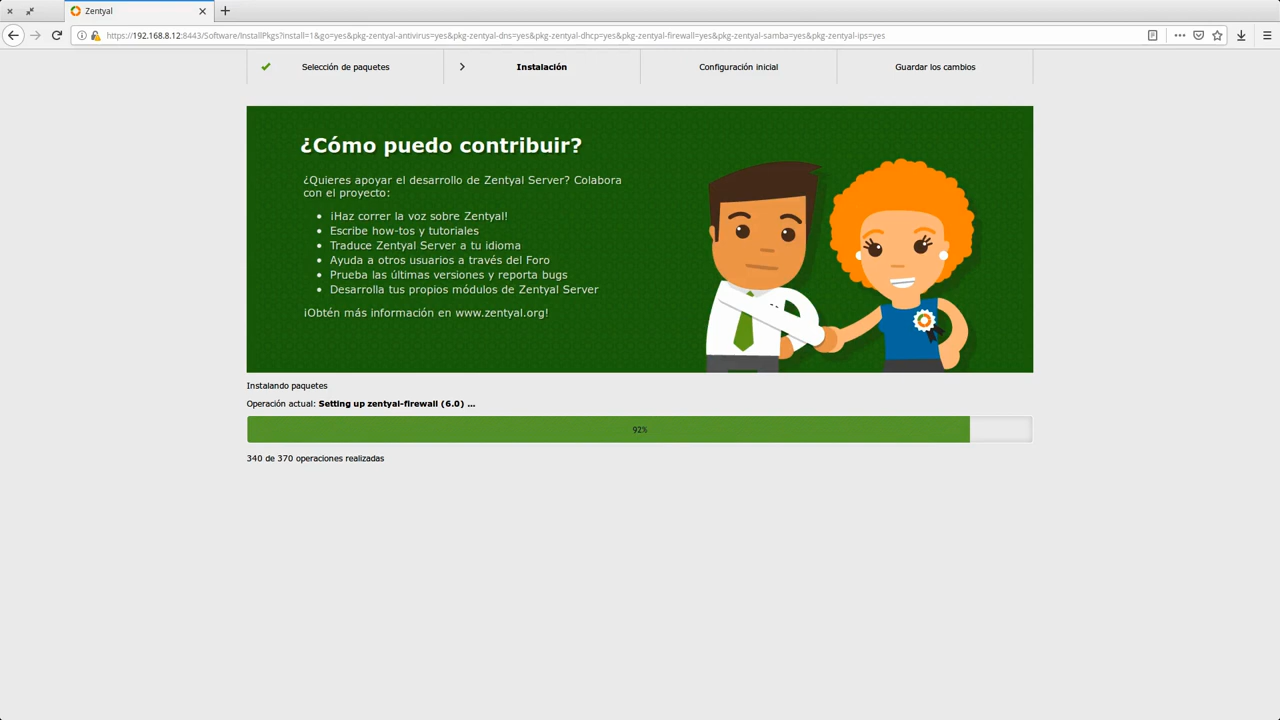 Zentyal
https://192.168.8.12:8443/Software/InstallPkgs?install=1&go=yes&pkg-zentyal-antivirus=yes&pkg-zentyal-dns=yes&pkg-zentyal-dhcp=yes&pkg-zentyal-firewall=yes&pkg-zentyal-samba=yes&pkg-zentyal-ips=yes
Selección de paquetes
Instalación
Configuración inicial
Guardar los cambios
¿Cómo puedo contribuir?
¿Quieres apoyar el desarrollo de Zentyal Server? Colabora
con el proyecto:
• ¡Haz correr la voz sobre Zentyal!
• Escribe how-tos y tutoriales
• Traduce Zentyal Server a tu idioma
• Ayuda a otros usuarios a través del Foro
• Prueba las últimas versiones y reporta bugs
• Desarrolla tus propios módulos de Zentyal Server
¡Obtén más información en www.zentyal.org!
Instalando paquetes
Operación actual: Setting up zentyal-firewall (6.0) ...
92%
340 de 370 operaciones realizadas